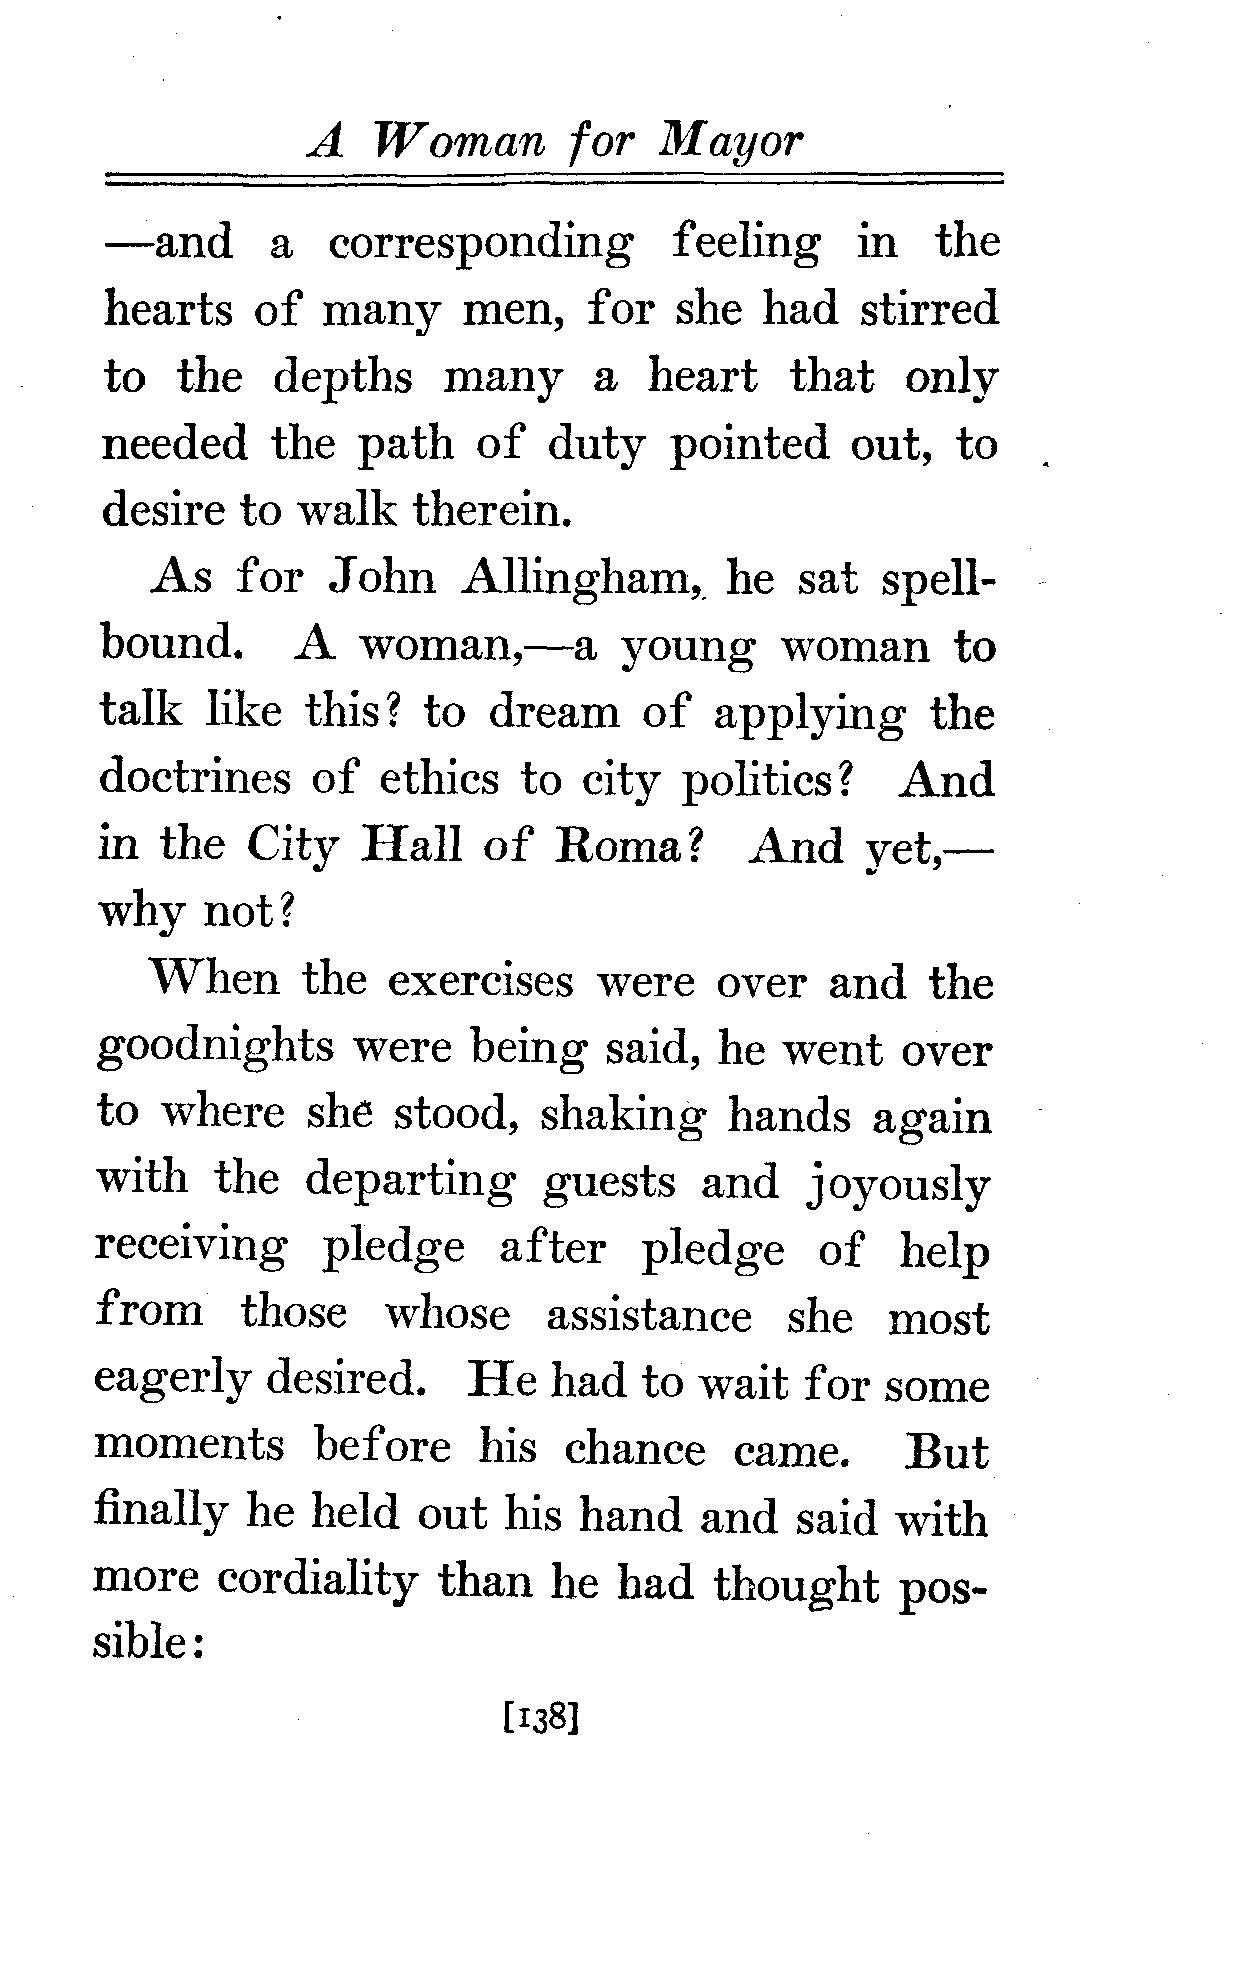 A Woman for Mayor
—and a corresponding feeling in the
hearts of many men, for she had stirred
to the depths many a heart that only
needed the path of duty pointed out, to
desire to walk therein.
As for John Allingham, he sat spell-
bound. A woman,—a young woman to
talk like this? to dream of applying the
doctrines of ethics to city politics? And
in the City Hall of Roma? And yet,—
why not?
When the exercises were over and the
goodnights were being said, he went over
to where she stood, shaking hands again
with the departing guests and joyously
receiving pledge after pledge of help
from those whose assistance she most
eagerly desired. He had to wait for some
moments before his chance came. But
finally he held out his hand and said with
more cordiality than he had thought pos-
sible:
[138]